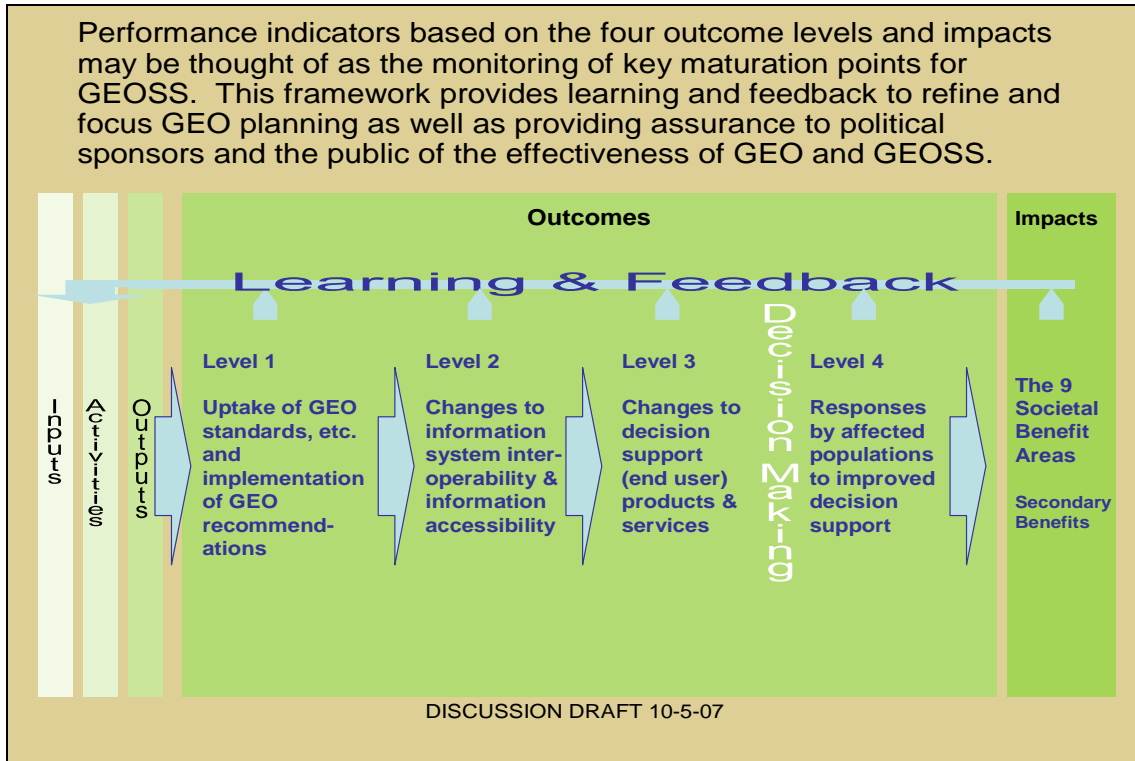 Performance indicators based on the four outcome levels and impacts
may be thought of as the monitoring of key maturation points for
GEOSS.  This framework provides learning and feedback to refine and
focus GEO planning as well as providing assurance to political
sponsors and the public of the effectiveness of GEO and GEOSS.
Outcomes
Impacts
Learning & Feedback
Inputs
Activities
Outputs
Level 1
Uptake of GEO
standards, etc.
and
implementation
of GEO
recommend-
ations
Level 2
Changes to
information
system inter-
operability &
information
accessibility
Level 3
Changes to
decision
support
(end user)
products &
services
Decision Making
Level 4
Responses
by affected
populations
to improved
decision
support
The 9
Societal
Benefit
Areas
Secondary
Benefits
DISCUSSION DRAFT 10-5-07